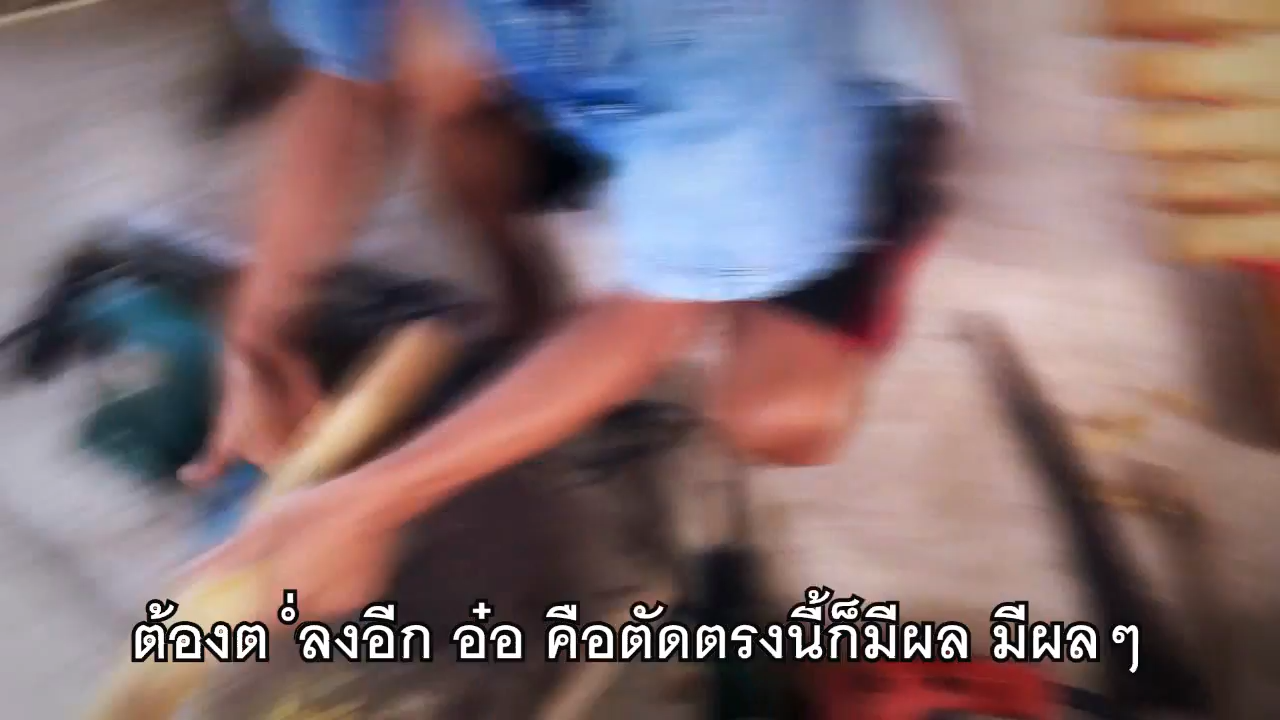 ต้องต ่ลงอีก อ๋อ คือตัดตรงนี้ก็มีผล มีผลๆ